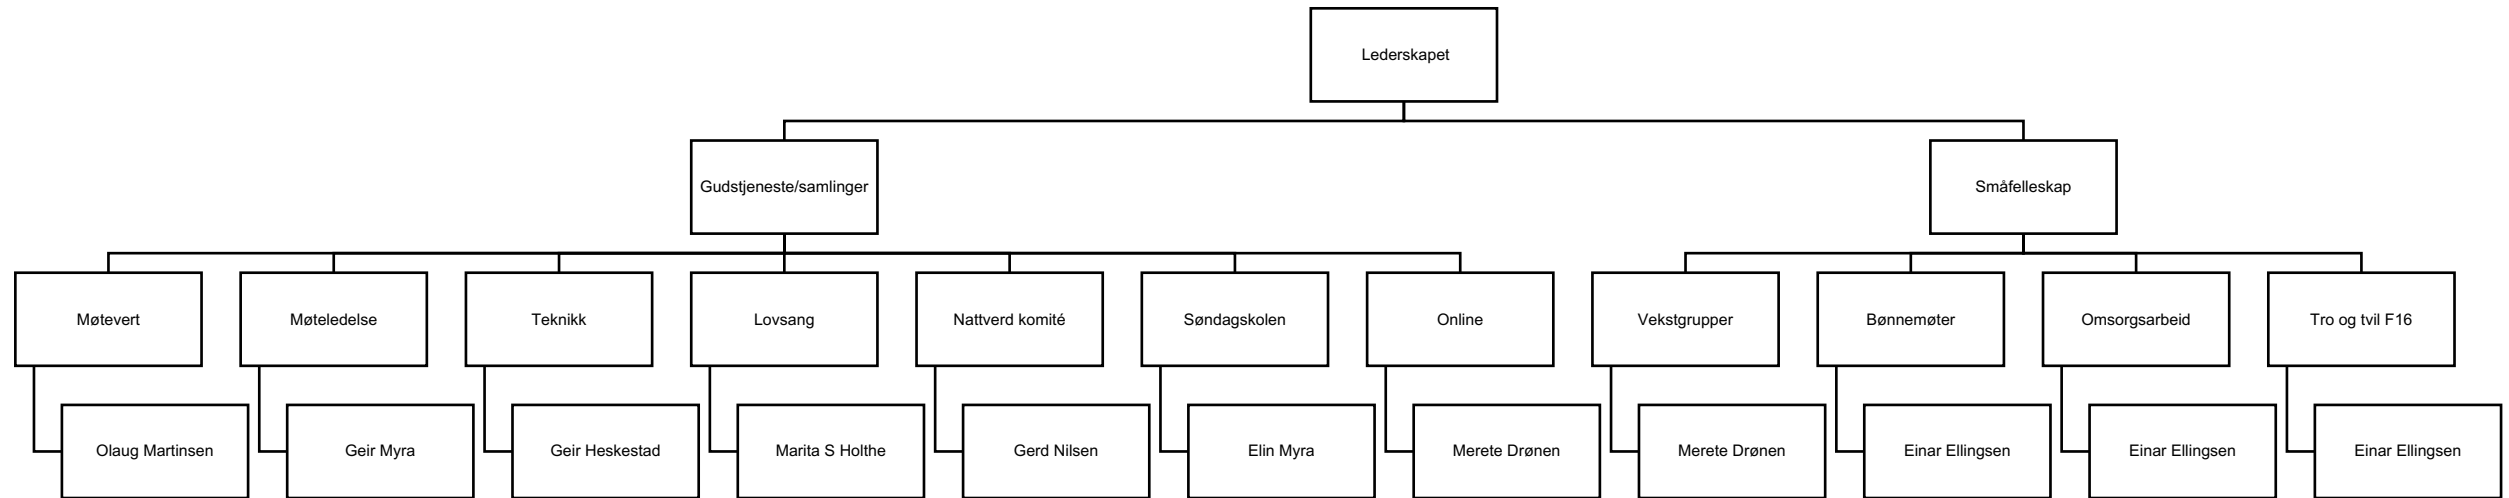 Lederskapet
Gudstjeneste/samlinger
Småfelleskap
Møtevert
Møteledelse
Teknikk
Lovsang
Nattverd komité
Søndagskolen
Online
Vekstgrupper
Bønnemøter
Omsorgsarbeid
Tro og tvil F16
Olaug Martinsen
Geir Myra
Geir Heskestad
Marita S Holthe
Gerd Nilsen
Elin Myra
Merete Drønen
Merete Drønen
Einar Ellingsen
Einar Ellingsen
Einar Ellingsen